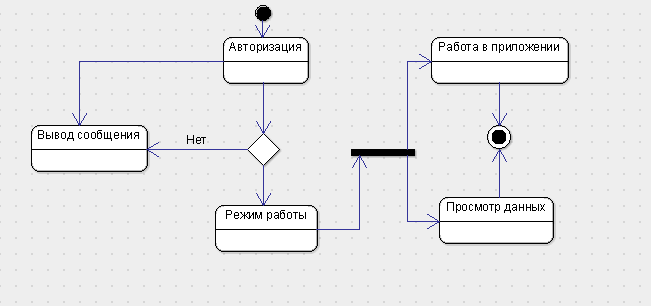 Авторизация
Работа в приложении
Вывод сообщения
Нет
Режим работы
Просмотр данных